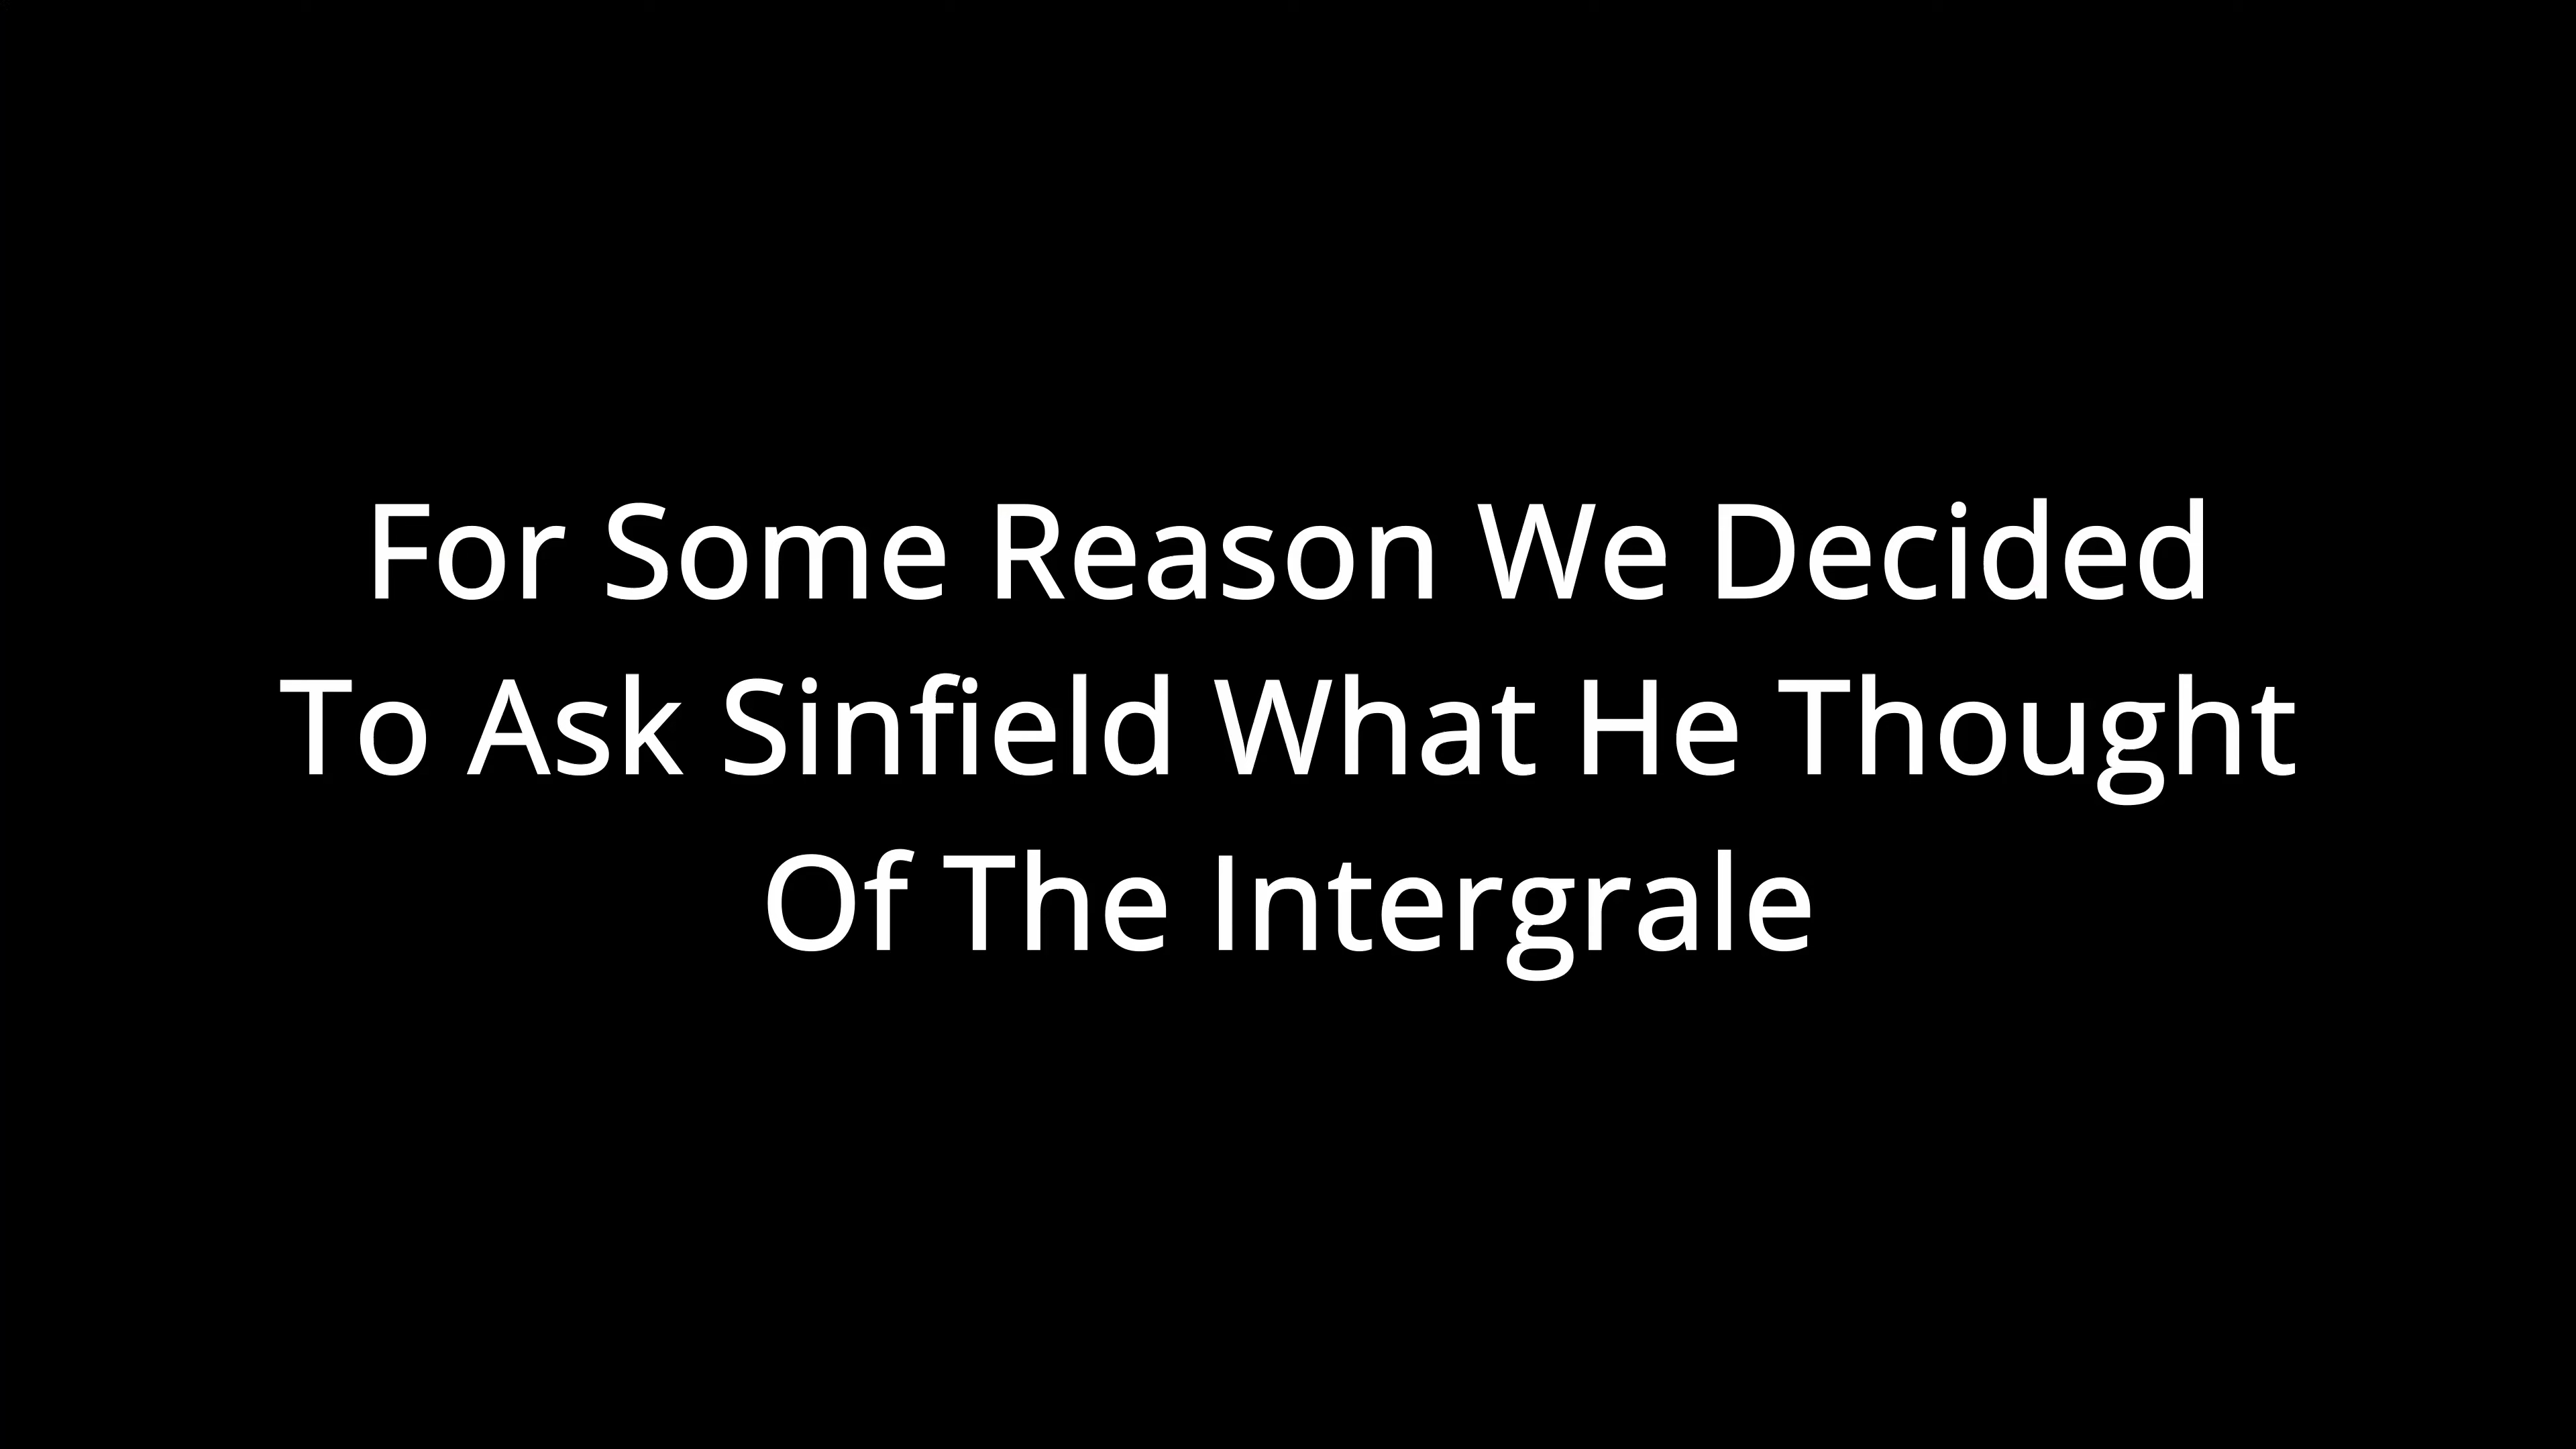 For Some Reason We Decided
To Ask Sinfield What He Thought
Of The Intergrale